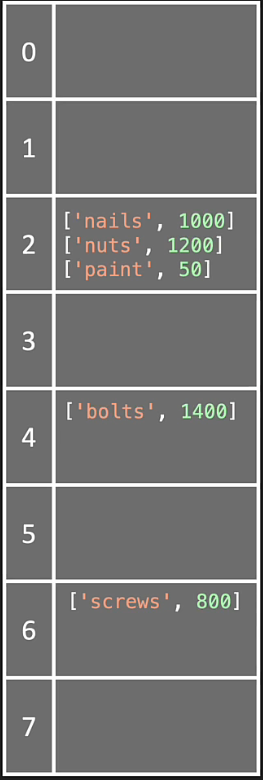 0
1
2
['nails', 1000]
['nuts', 1200]
['paint', 50]
3
4
['bolts', 1400]
5
6
['screws', 800]
7